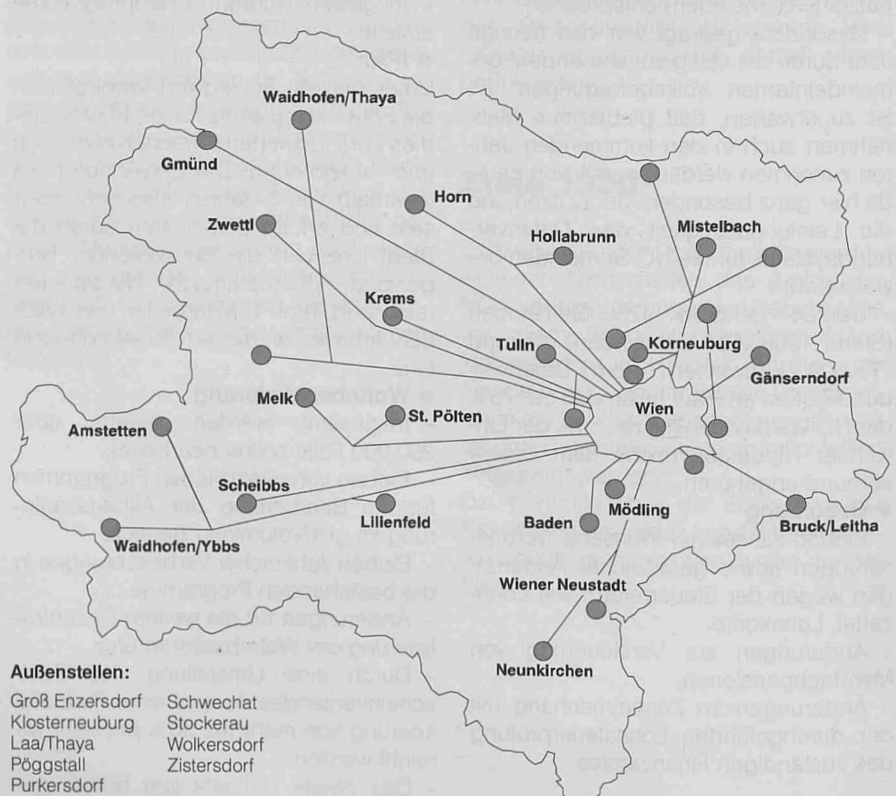 Waidhofen/Thaya
Gmünd
Horn
Zwettl
Hollabrunn
Mistelbach
Krems
Tulln
Korneuburg
Gänserndorf
Melk
St. Pölten
Wien
Amstetten
Scheibbs
Lilienfeld
Mödling
Baden
Bruck/Leitha
Waidhofen/Ybbs
Wiener Neustadt
Neunkirchen
Außenstellen:
Groß Enzersdorf Schwechat
Klosterneuburg Stockerau
Laa/Thaya Wolkersdorf
Pöggstall Zistersdorf
Purkersdorf